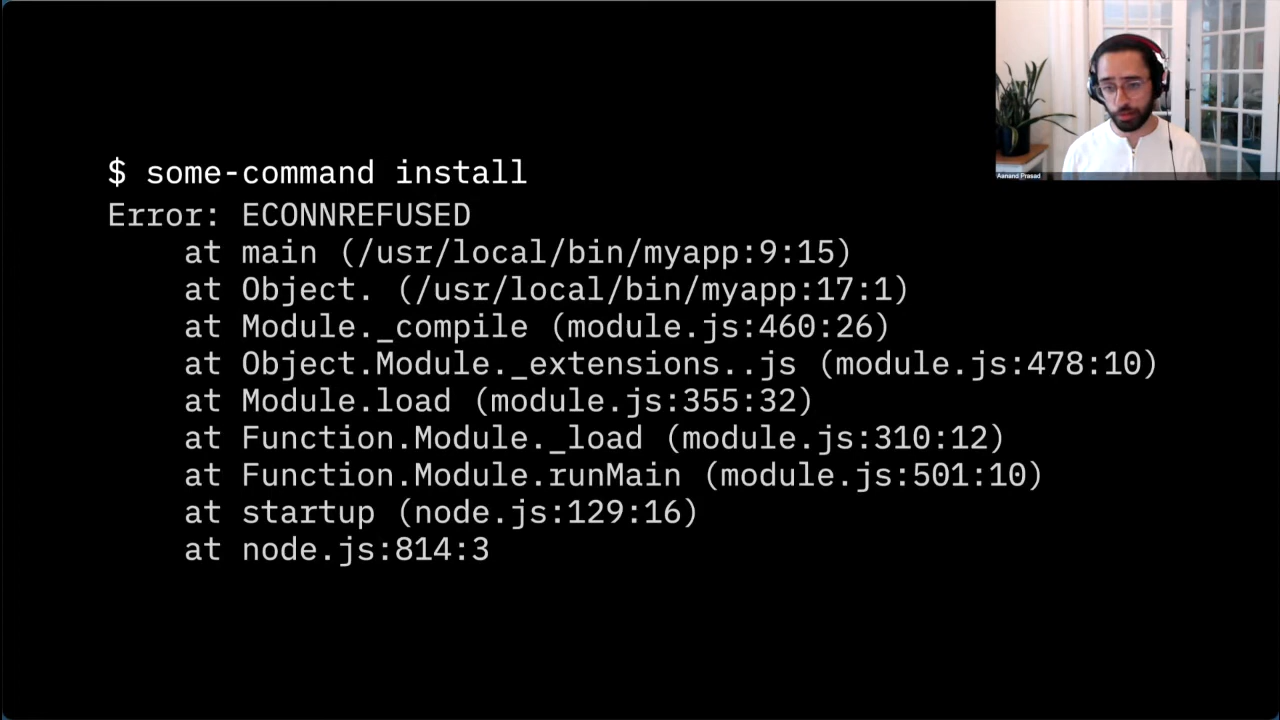 $ some-command install
Error: ECONNREFUSED
    at main (/usr/local/bin/myapp:9:15)
    at Object. (/usr/local/bin/myapp:17:1)
    at Module._compile (module.js:460:26)
    at Object.Module._extensions..js (module.js:478:10)
    at Module.load (module.js:355:32)
    at Function.Module._load (module.js:310:12)
    at Function.Module.runMain (module.js:501:10)
    at startup (node.js:129:16)
    at node.js:814:3
Aanand Prasad